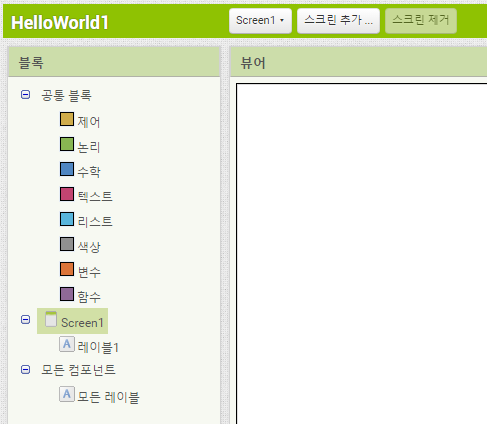 HelloWorld1
Screen1
스크린 추가 ...
스크린 제거
블록
뷰어
공통 블록
제어
논리
수학
텍스트
리스트
색상
변수
함수
Screen1
A 레이블1
모든 컴포넌트
A 모든 레이블